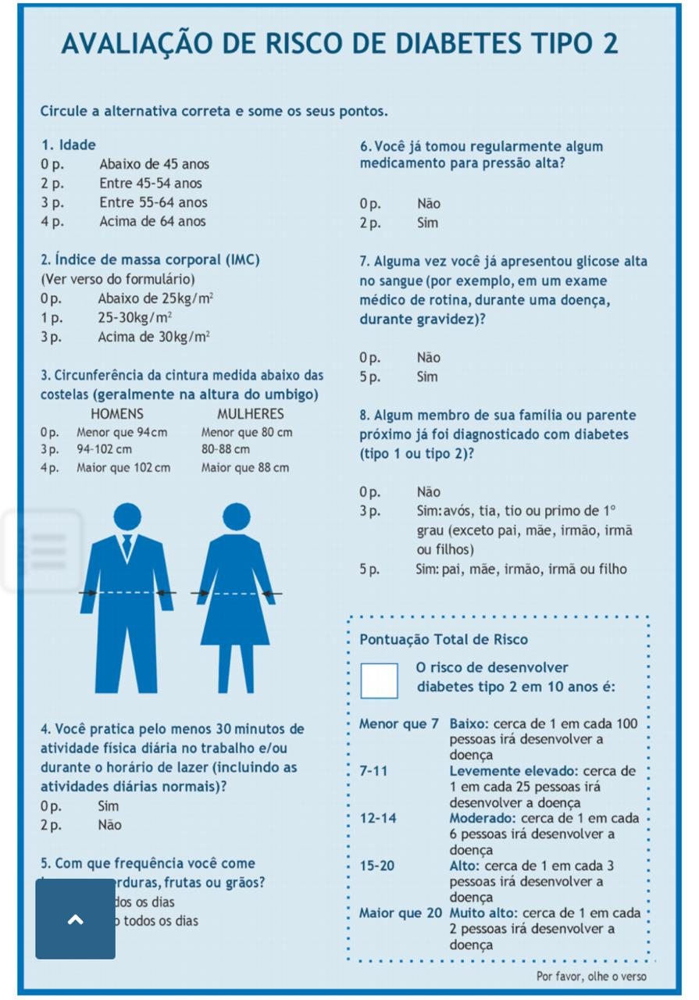 AVALIAÇÃO DE RISCO DE DIABETES TIPO 2
Circule a alternativa correta e some os seus pontos.
1. Idade
0 p. Abaixo de 45 anos
2 p. Entre 45-54 anos
3 p. Entre 55-64 anos
4 p. Acima de 64 anos
2. Índice de massa corporal (IMC)
(Ver verso do formulário)
0 p. Abaixo de 25kg/m²
1 p. 25-30kg/m²
3 p. Acima de 30kg/m²
3. Circunferência da cintura medida abaixo das
costelas (geralmente na altura do umbigo)
HOMENS MULHERES
0 p. Menor que 94cm Menor que 80 cm
3 p. 94-102 cm 80-88 cm
4 p. Maior que 102 cm Maior que 88 cm
4. Você pratica pelo menos 30 minutos de
atividade física diária no trabalho e/ou
durante o horário de lazer (incluindo as
atividades diárias normais)?
0 p. Sim
2 p. Não
5. Com que frequência você come
frutas ou grãos?
os dias
todos os dias
6. Você já tomou regularmente algum
medicamento para pressão alta?
0 p. Não
2 p. Sim
7. Alguma vez você já apresentou glicose alta
no sangue (por exemplo, em um exame
médico de rotina, durante uma doença,
durante gravidez)?
0 p. Não
5 p. Sim
8. Algum membro de sua família ou parente
próximo já foi diagnosticado com diabetes
(tipo 1 ou tipo 2)?
0 p. Não
3 p. Sim:avós, tia, tio ou primo de 1º
grau (exceto pai, mãe, irmão, irmã
ou filhos)
5 p. Sim: pai, mãe, irmão, irmã ou filho
Pontuação Total de Risco
O risco de desenvolver
diabetes tipo 2 em 10 anos é:
Menor que 7 Baixo: cerca de 1 em cada 100
pessoas irá desenvolver a
doença
7-11 Levemente elevado: cerca de
1 em cada 25 pessoas irá
desenvolver a doença
12-14 Moderado: cerca de 1 em cada
6 pessoas irá desenvolver a
doença
15-20 Alto: cerca de 1 em cada 3
pessoas irá desenvolver a
doença
Maior que 20 Muito alto: cerca de 1 em cada
2 pessoas irá desenvolver a
doença
Por favor, olhe o verso